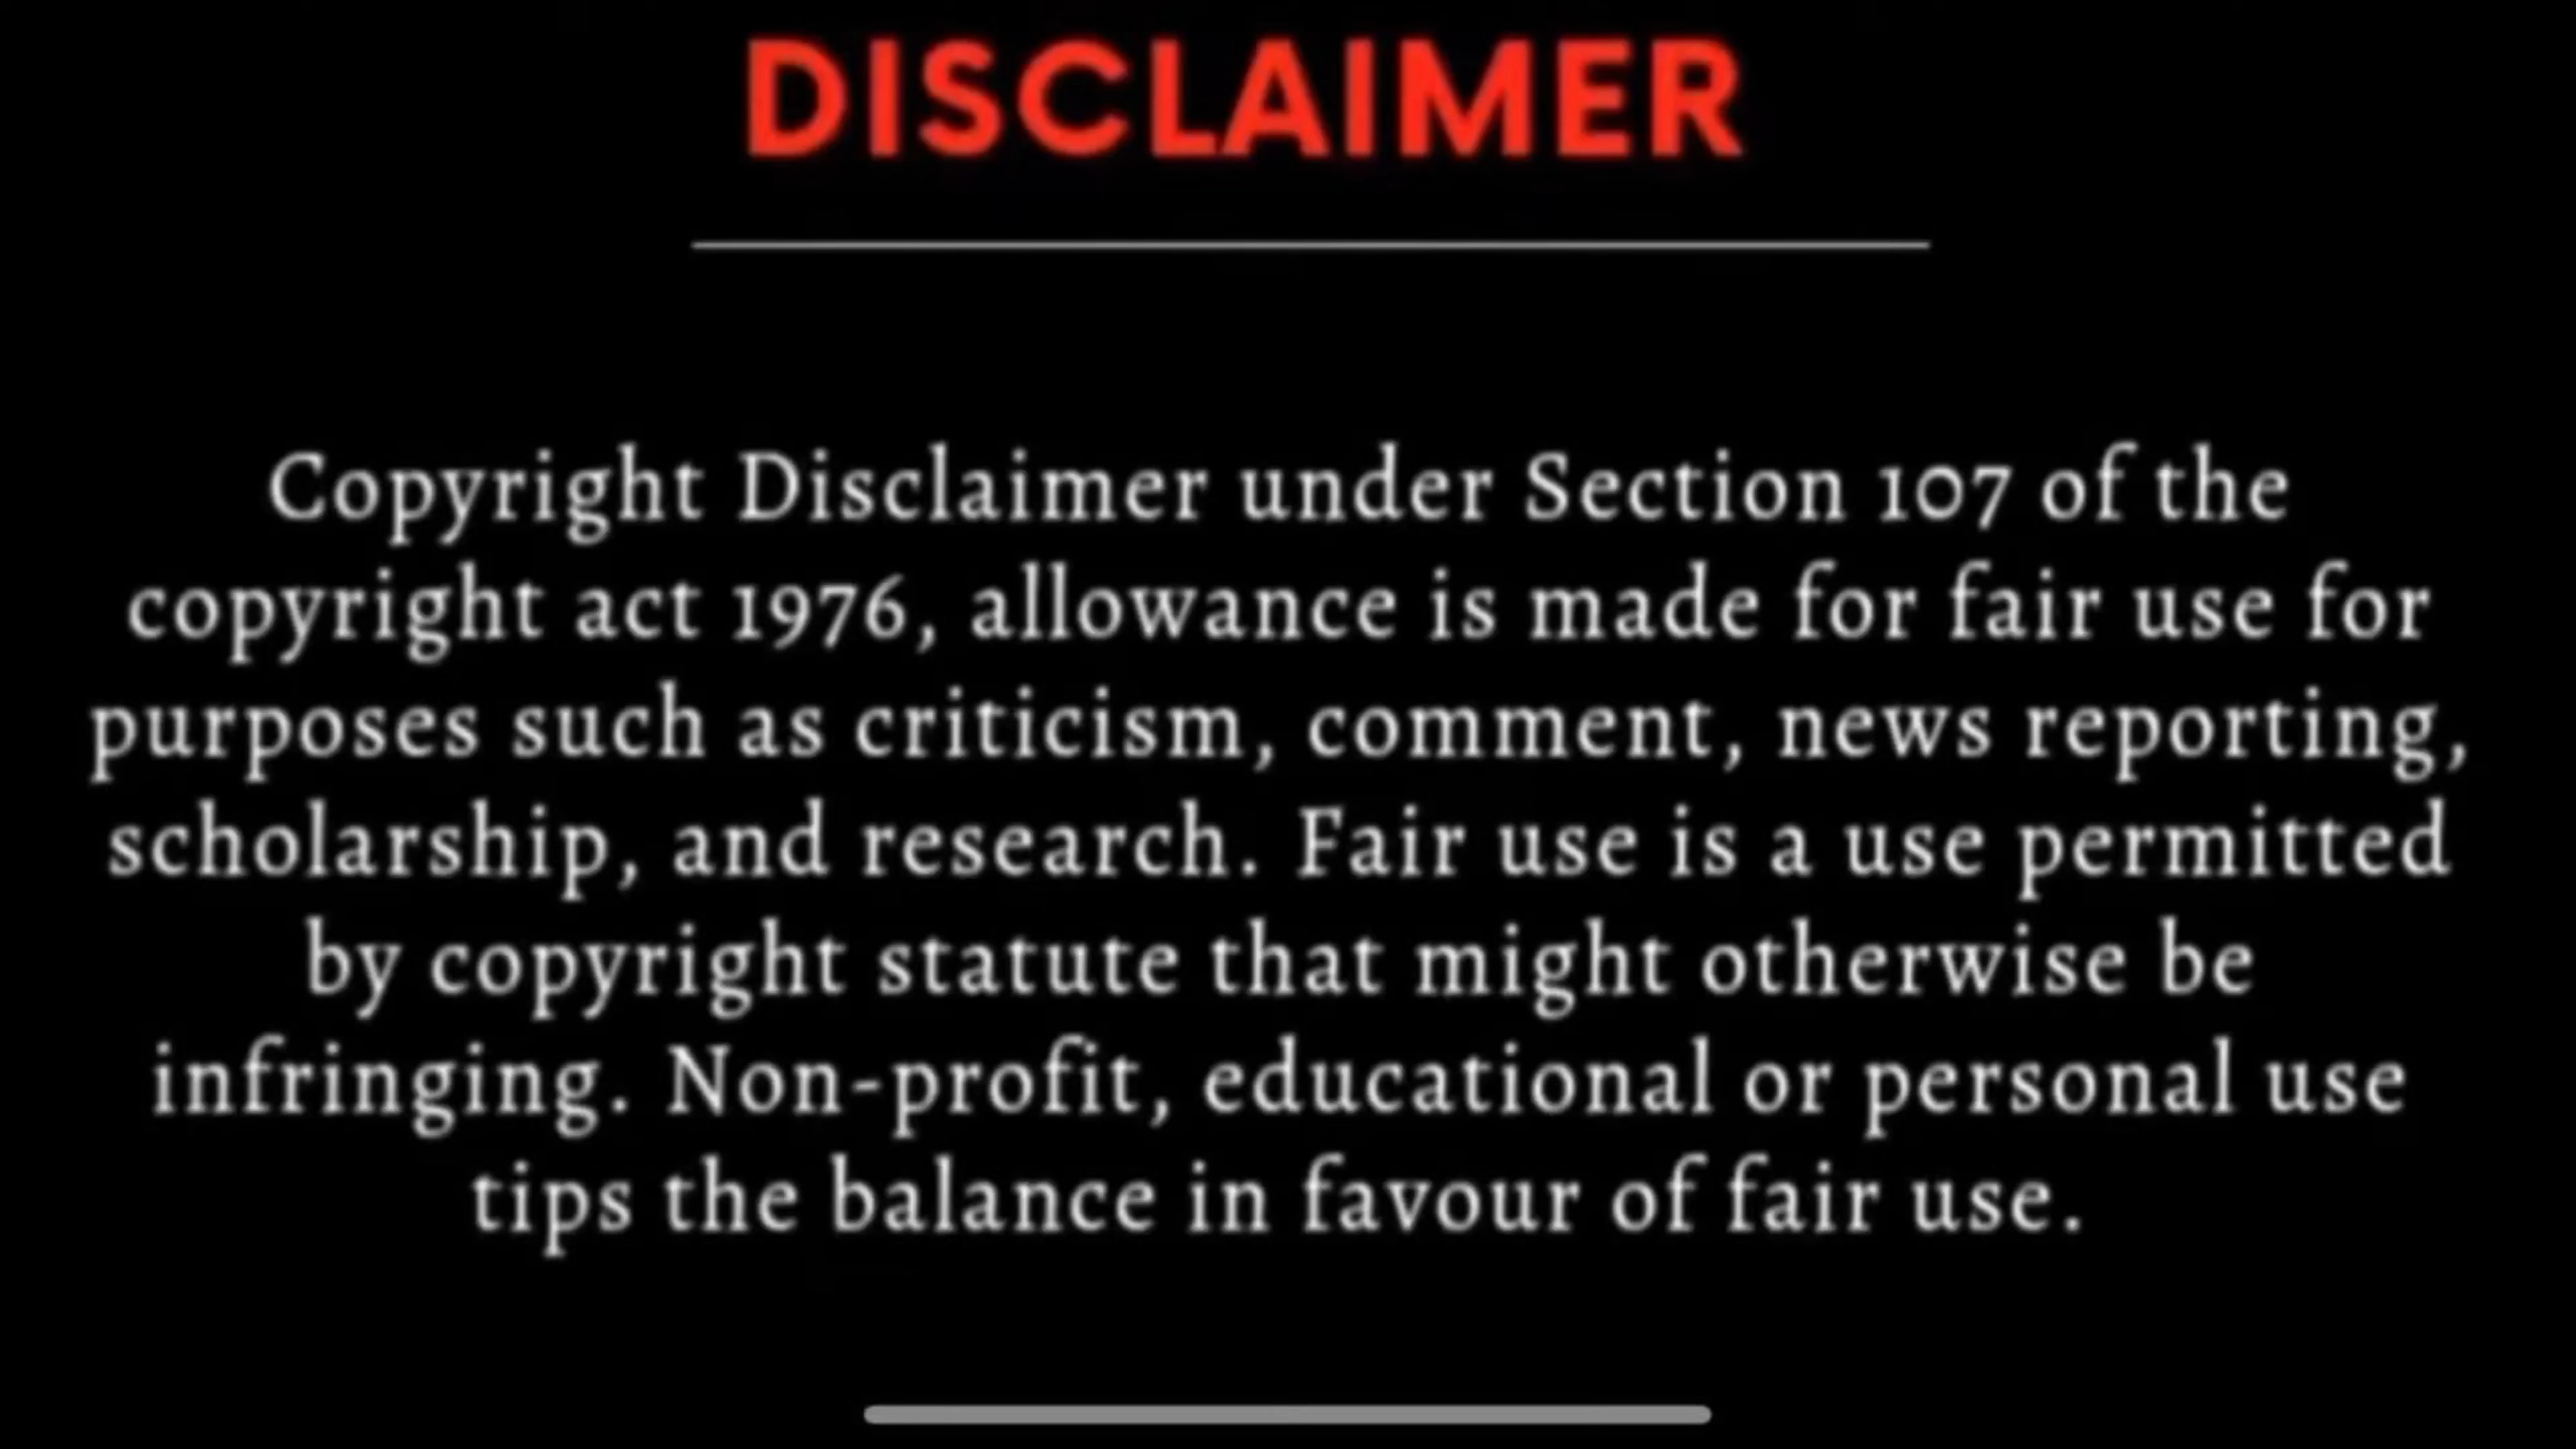 DISCLAIMER
Copyright Disclaimer under Section 107 of the
copyright act 1976, allowance is made for fair use for
purposes such as criticism, comment, news reporting,
scholarship, and research. Fair use is a use permitted
by copyright statute that might otherwise be
infringing. Non-profit, educational or personal use
tips the balance in favour of fair use.